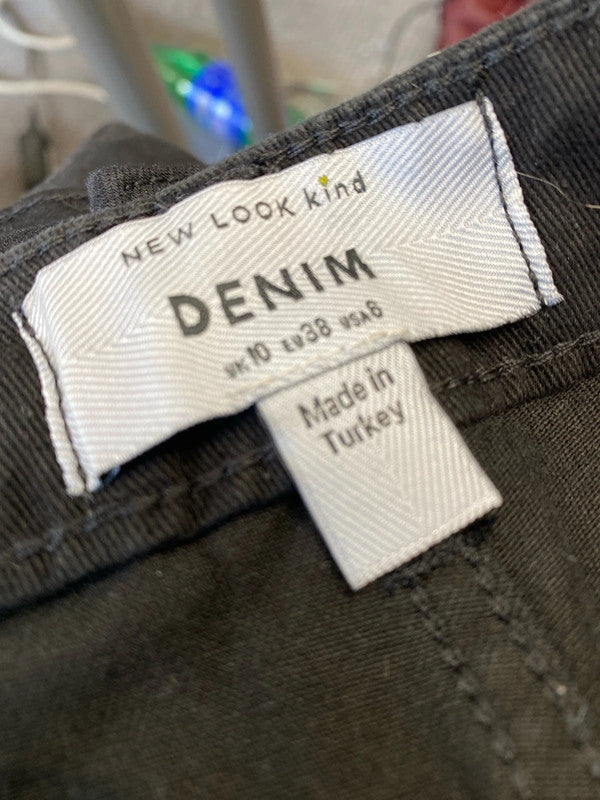 NEW LOOK kind
DENIM
UK10 EU38 USA6
Made in
Turkey